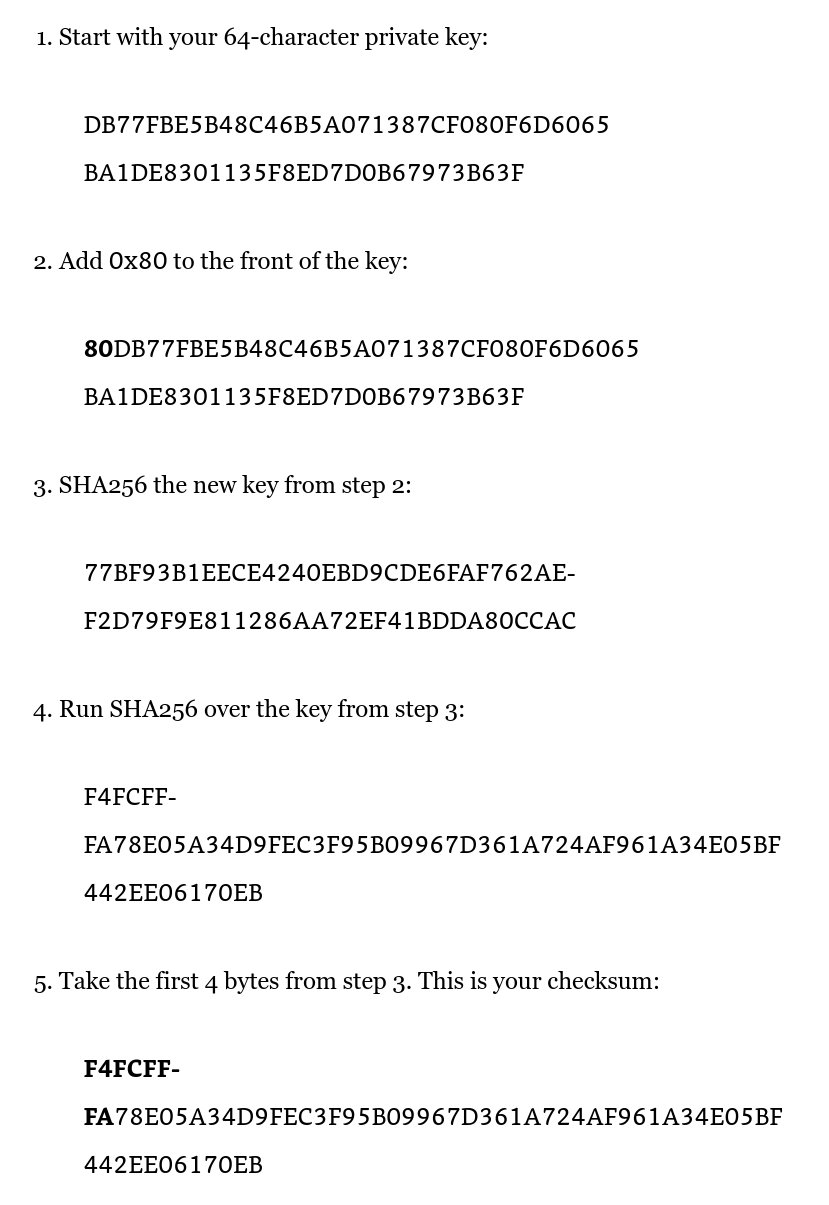 1. Start with your 64-character private key:
DB77FBE5B48C46B5A071387CF080F6D6065
BA1DE8301135F8ED7D0B67973B63F
2. Add 0x80 to the front of the key:
80DB77FBE5B48C46B5A071387CF080F6D6065
BA1DE8301135F8ED7D0B67973B63F
3. SHA256 the new key from step 2:
77BF93B1EECE4240EBD9CDE6FAF762AE-
F2D79F9E811286AA72EF41BDDA80CCAC
4. Run SHA256 over the key from step 3:
F4FCFF-
FA78E05A34D9FEC3F95B09967D361A724AF961A34E05BF
442EE06170EB
5. Take the first 4 bytes from step 3. This is your checksum:
F4FCFF-
FA78E05A34D9FEC3F95B09967D361A724AF961A34E05BF
442EE06170EB